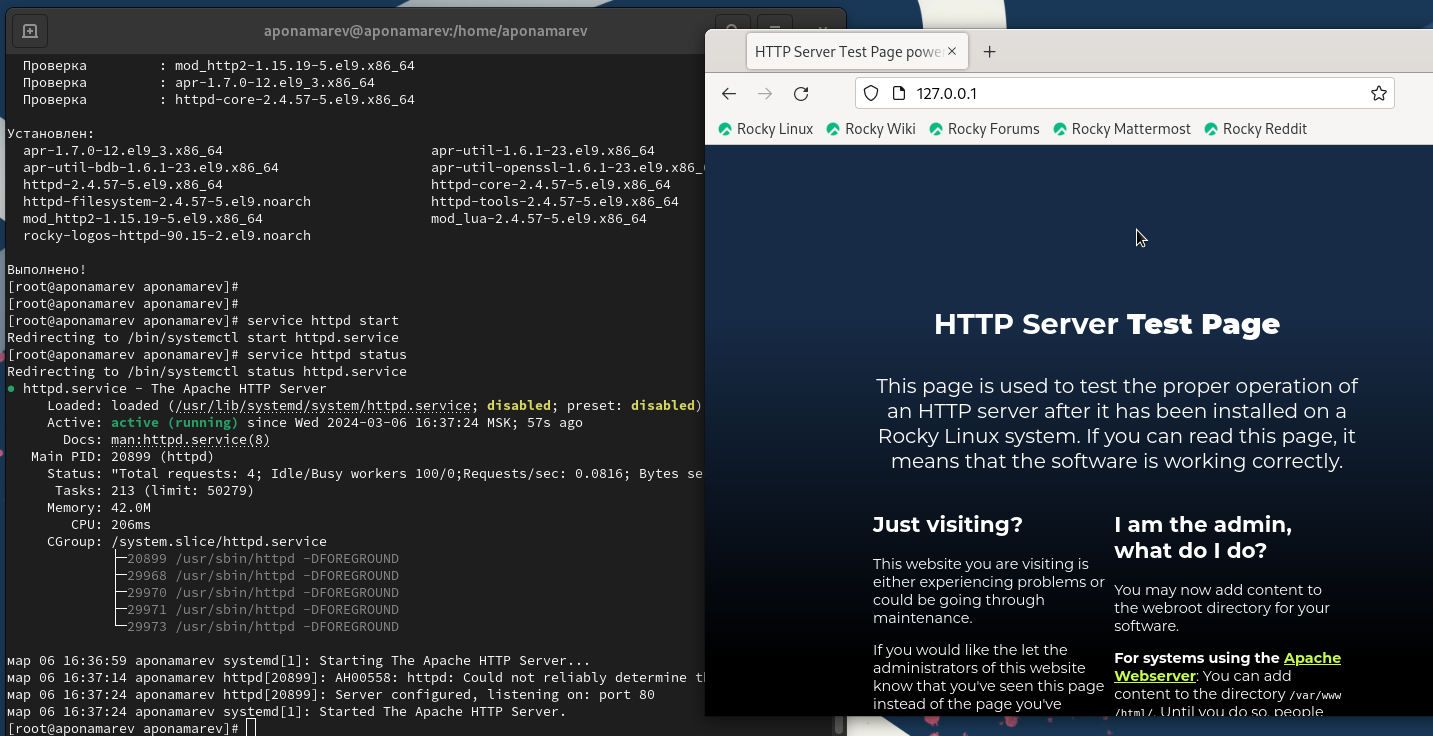 aponamarev@aponamarev:/home/aponamarev
Проверка : mod_http2-1.15.19-5.el9.x86_64
Проверка : apr-1.7.0-12.el9_3.x86_64
Проверка : httpd-core-2.4.57-5.el9.x86_64
Установлен:
apr-1.7.0-12.el9_3.x86_64 apr-util-1.6.1-23.el9.x86_64
apr-util-bdb-1.6.1-23.el9.x86_64 apr-util-openssl-1.6.1-23.el9.x86_
httpd-2.4.57-5.el9.x86_64 httpd-core-2.4.57-5.el9.x86_64
httpd-filesystem-2.4.57-5.el9.noarch httpd-tools-2.4.57-5.el9.x86_64
mod_http2-1.15.19-5.el9.x86_64 mod_lua-2.4.57-5.el9.x86_64
rocky-logos-httpd-90.15-2.el9.noarch
Выполнено!
[root@aponamarev aponamarev]#
[root@aponamarev aponamarev]#
[root@aponamarev aponamarev]# service httpd start
Redirecting to /bin/systemctl start httpd.service
[root@aponamarev aponamarev]# service httpd status
Redirecting to /bin/systemctl status httpd.service
● httpd.service - The Apache HTTP Server
Loaded: loaded (/usr/lib/systemd/system/httpd.service; disabled; preset: disabled)
Active: active (running) since Wed 2024-03-06 16:37:24 MSK; 57s ago
Docs: man:httpd.service(8)
Main PID: 20899 (httpd)
Status: "Total requests: 4; Idle/Busy workers 100/0;Requests/sec: 0.0816; Bytes se
Tasks: 213 (limit: 50279)
Memory: 42.0M
CPU: 206ms
CGroup: /system.slice/httpd.service
├─20899 /usr/sbin/httpd -DFOREGROUND
├─29968 /usr/sbin/httpd -DFOREGROUND
├─29970 /usr/sbin/httpd -DFOREGROUND
├─29971 /usr/sbin/httpd -DFOREGROUND
└─29973 /usr/sbin/httpd -DFOREGROUND
мар 06 16:36:59 aponamarev systemd[1]: Starting The Apache HTTP Server...
мар 06 16:37:14 aponamarev httpd[20899]: AH00558: httpd: Could not reliably determine t
мар 06 16:37:24 aponamarev httpd[20899]: Server configured, listening on: port 80
мар 06 16:37:24 aponamarev systemd[1]: Started The Apache HTTP Server.
[root@aponamarev aponamarev]#
HTTP Server Test Page powe
127.0.0.1
Rocky Linux Rocky Wiki Rocky Forums Rocky Mattermost Rocky Reddit
HTTP Server Test Page
This page is used to test the proper operation of
an HTTP server after it has been installed on a
Rocky Linux system. If you can read this page, it
means that the software is working correctly.
Just visiting?
This website you are visiting is
either experiencing problems or
could be going through
maintenance.
If you would like the let the
administrators of this website
know that you've seen this page
instead of the page you've
I am the admin,
what do I do?
You may now add content to
the webroot directory for your
software.
For systems using the Apache
Webserver: You can add
content to the directory /var/www
/html/. Until you do so, people